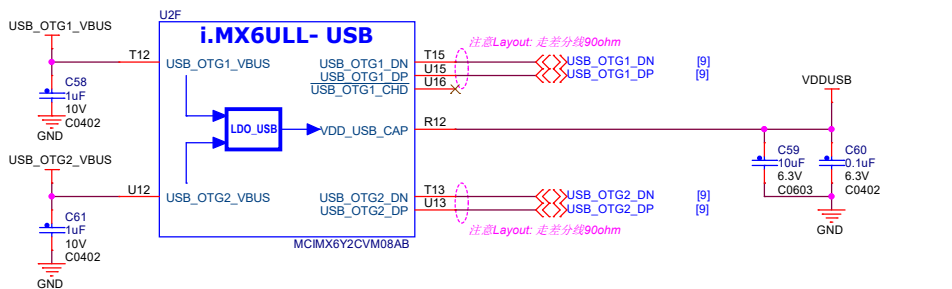 USB_OTG1_VBUS
C58
1uF
10V
C0402
GND
USB_OTG2_VBUS
C61
1uF
10V
C0402
GND
T12
U12
U2F
i.MX6ULL- USB
USB_OTG1_VBUS
USB_OTG1_DN
USB_OTG1_DP
USB_OTG1_CHD
LDO_USB
VDD_USB_CAP
USB_OTG2_VBUS
USB_OTG2_DN
USB_OTG2_DP
MCIMX6Y2CVM08AB
T15
U15
U16
R12
T13
U13
注意Layout: 走差分线90ohm
USB_OTG1_DN [9]
USB_OTG1_DP [9]
VDDUSB
C59
10uF
6.3V
C0603
C60
0.1uF
6.3V
C0402
GND
USB_OTG2_DN [9]
USB_OTG2_DP [9]
注意Layout: 走差分线90ohm